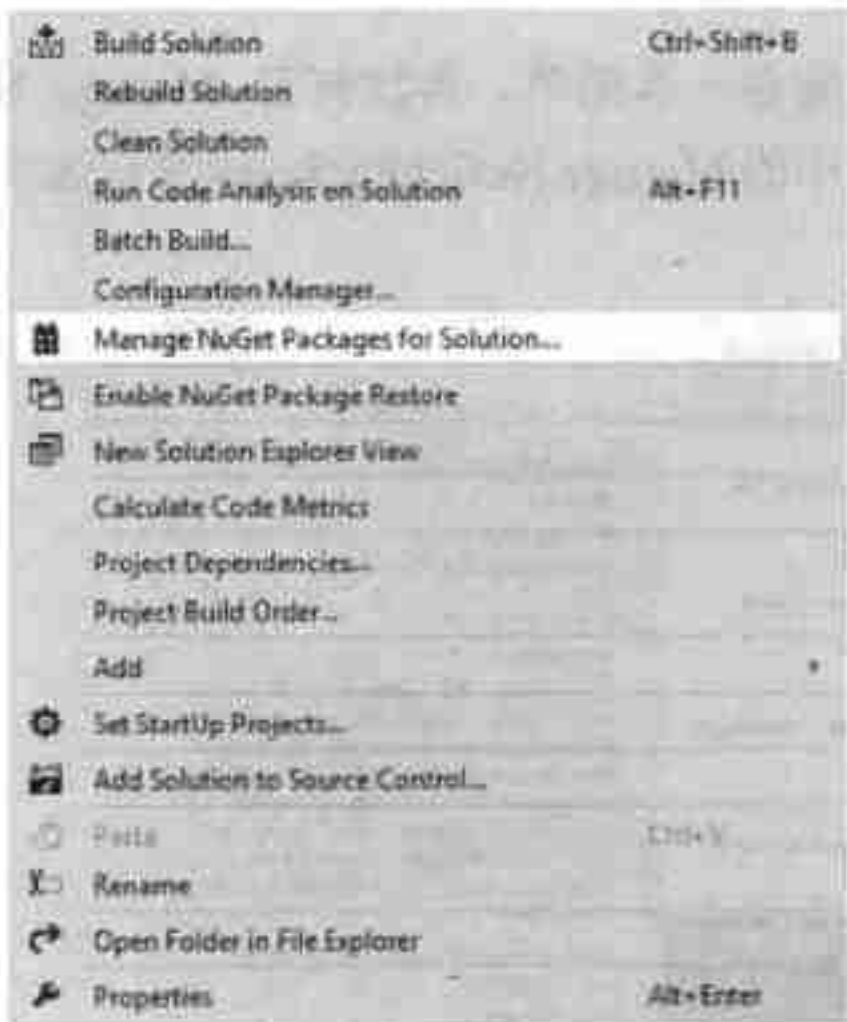 Build Solution Ctrl+Shift+B
Rebuild Solution
Clean Solution
Run Code Analysis on Solution Alt+F11
Batch Build...
Configuration Manager...
Manage NuGet Packages for Solution...
Enable NuGet Package Restore
New Solution Explorer View
Calculate Code Metrics
Project Dependencies...
Project Build Order...
Add
Set StartUp Projects...
Add Solution to Source Control...
Paste Ctrl+V
Rename
Open Folder in File Explorer
Properties Alt+Enter